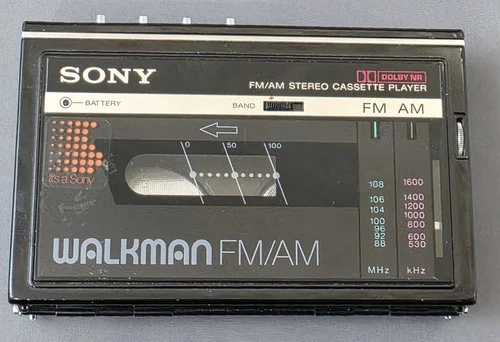 SONY
DOLBY NR
FM/AM STEREO CASSETTE PLAYER
BATTERY
BAND
FM AM
0 50 100
It's a Sony
108 1600
106 1400
104 1200
1000
100 800
96
92 600
88 530
MHz kHz
WALKMAN FM/AM